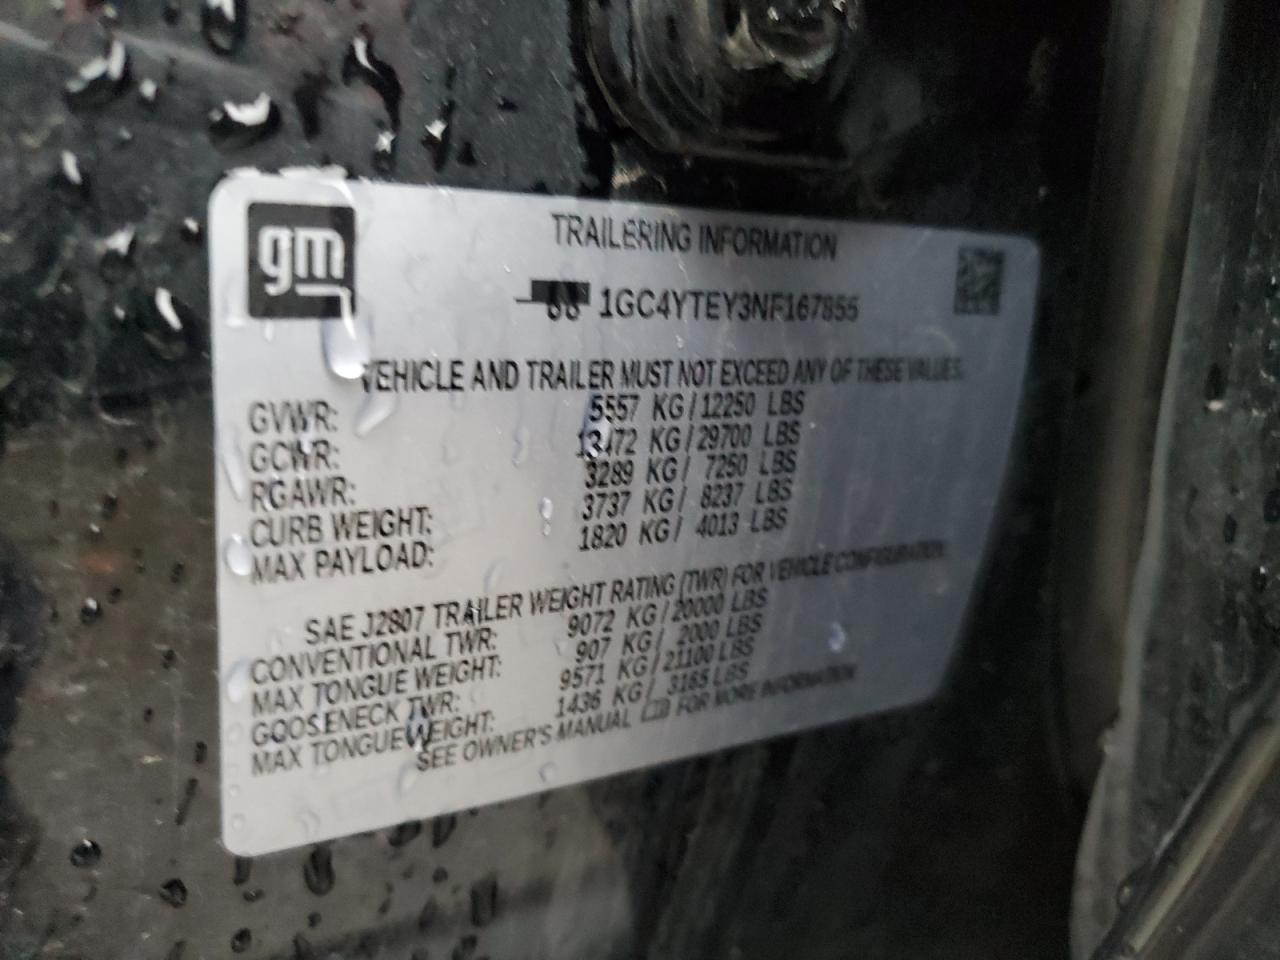 gm
TRAILERING INFORMATION
1GC4YTEY3NF167855
VEHICLE AND TRAILER MUST NOT EXCEED ANY OF THESE VALUES.
GVWR: 5557 KG/12250 LBS
GCWR: 13472 KG/29700 LBS
RGAWR: 3289 KG/ 7250 LBS
CURB WEIGHT: 3737 KG/ 8237 LBS
MAX PAYLOAD: 1820 KG/ 4013 LBS
SAE J2807 TRAILER WEIGHT RATING (TWR) FOR VEHICLE CONFIGURATION.
CONVENTIONAL TWR: 9072 KG/20000 LBS
MAX TONGUE WEIGHT: 907 KG/ 2000 LBS
GOOSENECK TWR: 9571 KG/21100 LBS
MAX TONGUE WEIGHT: 1436 KG/ 3165 LBS
SEE OWNER'S MANUAL FOR MORE INFORMATION